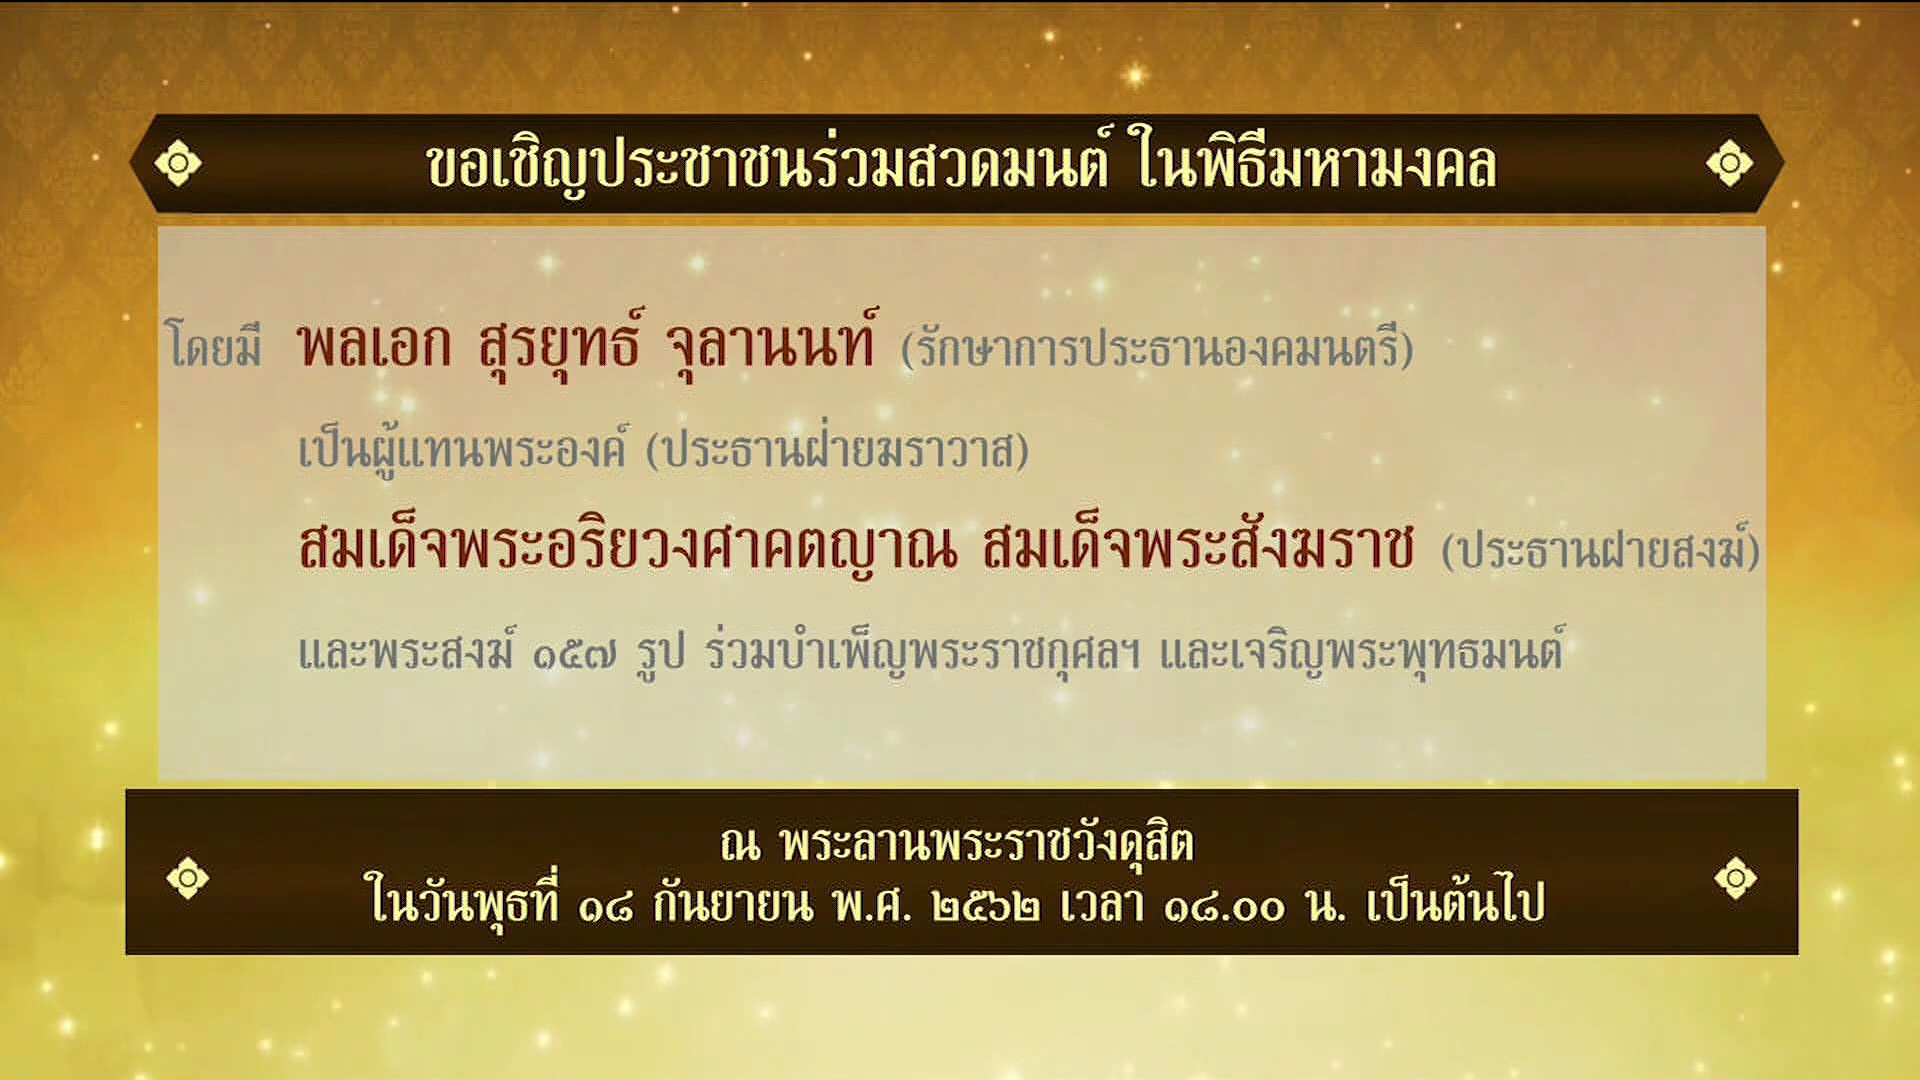 ขอเชิญประชาชนร่วมสวดมนต์ ในพิธีมหามงคล
โดยมี พลเอก สุรยุทธ์ จุลานนท์ (รักษาการประธานองคมนตรี)
เป็นผู้แทนพระองค์ (ประธานฝ่ายฆราวาส)
สมเด็จพระอริยวงศาคตญาณ สมเด็จพระสังฆราช (ประธานฝ่ายสงฆ์)
และพระสงฆ์ ๑๕๗ รูป ร่วมบำเพ็ญพระราชกุศลฯ และเจริญพระพุทธมนต์
ณ พระลานพระราชวังดุสิต
ในวันพุธที่ ๑๘ กันยายน พ.ศ. ๒๕๖๒ เวลา ๑๘.๐๐ น. เป็นต้นไป